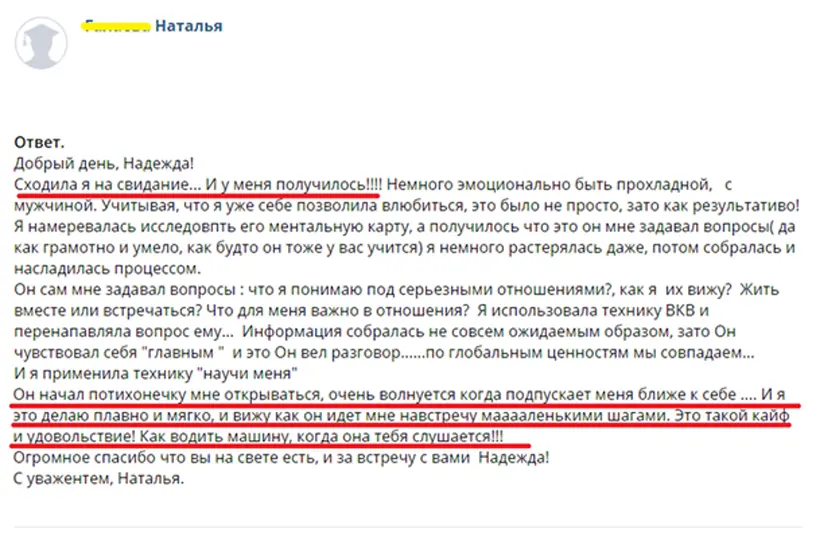 Наталья
Ответ.
Добрый день, Надежда!
Сходила я на свидание... И у меня получилось!!!! Немного эмоционально быть прохладной, с
мужчиной. Учитывая, что я уже себе позволила влюбиться, это было не просто, зато как результативо!
Я намеревалась исследовпть его ментальную карту, а получилось что это он мне задавал вопросы( да
как грамотно и умело, как будто он тоже у вас учится) я немного растерялась даже, потом собралась и
насладилась процессом.
Он сам мне задавал вопросы : что я понимаю под серьезными отношениями?, как я их вижу? Жить
вместе или встречаться? Что для меня важно в отношения? Я использовала технику ВКВ и
перенапавляла вопрос ему... Информация собралась не совсем ожидаемым образом, зато Он
чувствовал себя "главным " и это Он вел разговор......по глобальным ценностям мы совпадаем...
И я применила технику "научи меня"
Он начал потихонечку мне открываться, очень волнуется когда подпускает меня ближе к себе .... И я
это делаю плавно и мягко, и вижу как он идет мне навстречу мааааленькими шагами. Это такой кайф
и удовольствие! Как водить машину, когда она тебя слушается!!!
Огромное спасибо что вы на свете есть, и за встречу с вами Надежда!
С уважентем, Наталья.